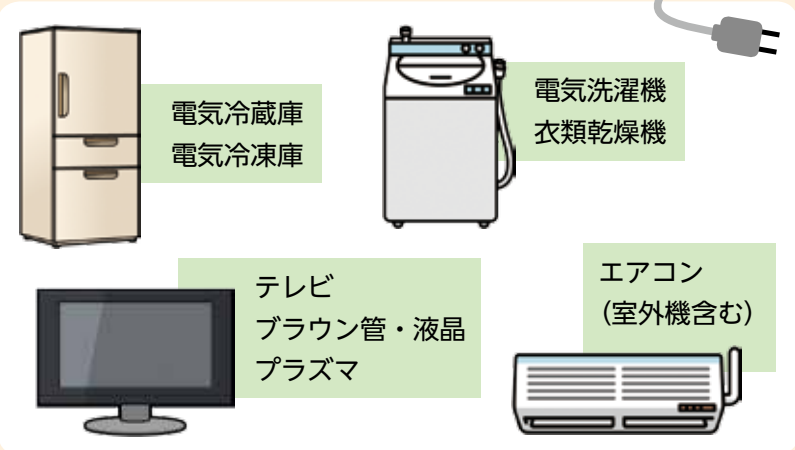 電気冷蔵庫
電気冷凍庫
電気洗濯機
衣類乾燥機
テレビ
ブラウン管・液晶
プラズマ
エアコン
（室外機含む）